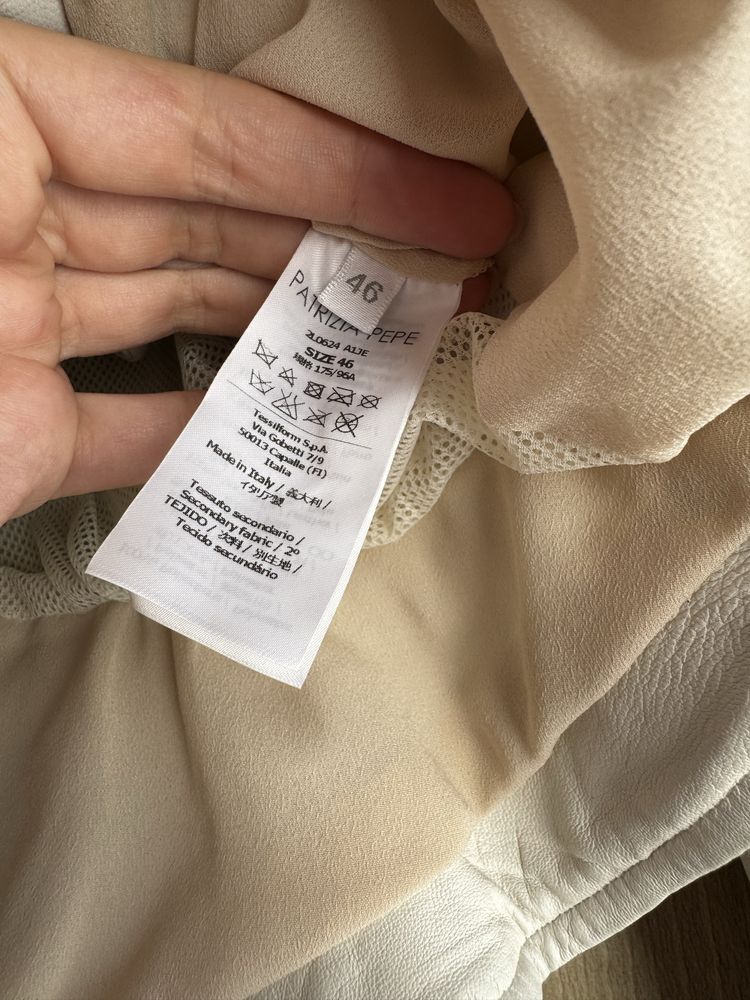 46
PATRIZIA PEPE
2L0624 A1JE
SIZE 46
規格 175/96A
Tessilform S.p.A.
Via Gobetti 7/9
50013 Capalle (FI)
Italia
Made in Italy / 義大利 /
イタリア製
Tessuto secondario /
Secondary fabric / 2º
TEJIDO / 次料 / 別生地 /
Tecido secundário